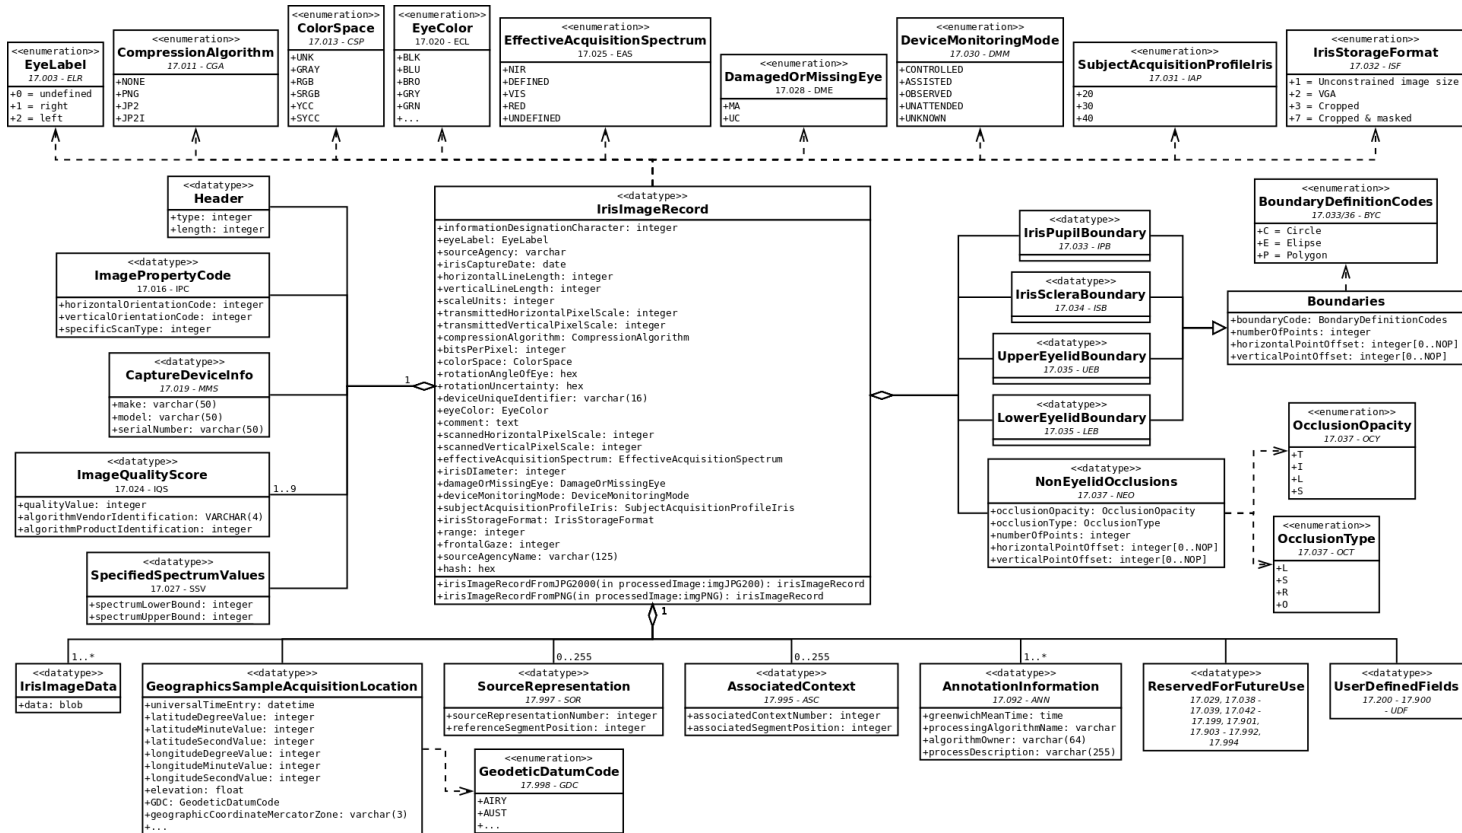 <<enumeration>>
EyeLabel
17.003 - ELR
+0 = undefined
+1 = right
+2 = left
<<enumeration>>
CompressionAlgorithm
17.011 - CGA
+NONE
+PNG
+JP2
+JP2I
<<enumeration>>
ColorSpace
17.013 - CSP
+UNK
+GRAY
+RGB
+SRGB
+YCC
+SYCC
<<enumeration>>
EyeColor
17.020 - ECL
+BLK
+BLU
+BRO
+GRY
+GRN
+...
<<enumeration>>
EffectiveAcquisitionSpectrum
17.025 - EAS
+NIR
+DEFINED
+VIS
+RED
+UNDEFINED
<<enumeration>>
DamagedOrMissingEye
17.028 - DME
+MA
+UC
<<enumeration>>
DeviceMonitoringMode
17.030 - DMM
+CONTROLLED
+ASSISTED
+OBSERVED
+UNATTENDED
+UNKNOWN
<<enumeration>>
SubjectAcquisitionProfileIris
17.031 - IAP
+20
+30
+40
<<enumeration>>
IrisStorageFormat
17.032 - ISF
+1 = Unconstrained image size
+2 = VGA
+3 = Cropped
+7 = Cropped & masked
<<datatype>>
Header
+type: integer
+length: integer
<<datatype>>
ImagePropertyCode
17.016 - IPC
+horizontalOrientationCode: integer
+verticalOrientationCode: integer
+specificScanType: integer
<<datatype>>
CaptureDeviceInfo
17.019 - MMS
+make: varchar(50)
+model: varchar(50)
+serialNumber: varchar(50)
<<datatype>>
ImageQualityScore
17.024 - IQS
+qualityValue: integer
+algorithmVendorIdentification: VARCHAR(4)
+algorithmProductIdentification: integer
1..9
<<datatype>>
SpecifiedSpectrumValues
17.027 - SSV
+spectrumLowerBound: integer
+spectrumUpperBound: integer
1
<<datatype>>
IrisImageRecord
+informationDesignationCharacter: integer
+eyeLabel: EyeLabel
+sourceAgency: varchar
+irisCaptureDate: date
+horizontalLineLength: integer
+verticalLineLength: integer
+scaleUnits: integer
+transmittedHorizontalPixelScale: integer
+transmittedVerticalPixelScale: integer
+compressionAlgorithm: CompressionAlgorithm
+bitsPerPixel: integer
+colorSpace: ColorSpace
+rotationAngleOfEye: hex
+rotationUncertainty: hex
+deviceUniqueIdentifier: varchar(16)
+eyeColor: EyeColor
+comment: text
+scannedHorizontalPixelScale: integer
+scannedVerticalPixelScale: integer
+effectiveAcquisitionSpectrum: EffectiveAcquisitionSpectrum
+irisDIameter: integer
+damageOrMissingEye: DamageOrMissingEye
+deviceMonitoringMode: DeviceMonitoringMode
+subjectAcquisitionProfileIris: SubjectAcquisitionProfileIris
+irisStorageFormat: IrisStorageFormat
+range: integer
+frontalGaze: integer
+sourceAgencyName: varchar(125)
+hash: hex
+irisImageRecordFromJPG2000(in processedImage:imgJPG200): irisImageRecord
+irisImageRecordFromPNG(in processedImage:imgPNG): irisImageRecord
1
<<datatype>>
IrisPupilBoundary
17.033 - IPB
<<datatype>>
IrisScleraBoundary
17.034 - ISB
<<datatype>>
UpperEyelidBoundary
17.035 - UEB
<<datatype>>
LowerEyelidBoundary
17.035 - LEB
<<enumeration>>
BoundaryDefinitionCodes
17.033/36 - BYC
+C = Circle
+E = Elipse
+P = Polygon
Boundaries
+boundaryCode: BondaryDefinitionCodes
+numberOfPoints: integer
+horizontalPointOffset: integer[0..NOP]
+verticalPointOffset: integer[0..NOP]
<<datatype>>
NonEyelidOcclusions
17.037 - NEO
+occlusionOpacity: OcclusionOpacity
+occlusionType: OcclusionType
+numberOfPoints: integer
+horizontalPointOffset: integer[0..NOP]
+verticalPointOffset: integer[0..NOP]
<<enumeration>>
OcclusionOpacity
17.037 - OCY
+T
+I
+L
+S
<<enumeration>>
OcclusionType
17.037 - OCT
+L
+S
+R
+O
1..*
<<datatype>>
IrisImageData
+data: blob
<<datatype>>
GeographicsSampleAcquisitionLocation
+universalTimeEntry: datetime
+latitudeDegreeValue: integer
+latitudeMinuteValue: integer
+latitudeSecondValue: integer
+longitudeDegreeValue: integer
+longitudeMinuteValue: integer
+longitudeSecondValue: integer
+elevation: float
+GDC: GeodeticDatumCode
+geographicCoordinateMercatorZone: varchar(3)
+...
0..255
<<datatype>>
SourceRepresentation
17.997 - SOR
+sourceRepresentationNumber: integer
+referenceSegmentPosition: integer
<<enumeration>>
GeodeticDatumCode
17.998 - GDC
+AIRY
+AUST
+...
0..255
<<datatype>>
AssociatedContext
17.995 - ASC
+associatedContextNumber: integer
+associatedSegmentPosition: integer
1..*
<<datatype>>
AnnotationInformation
17.092 - ANN
+greenwichMeanTime: time
+processingAlgorithmName: varchar
+algorithmOwner: varchar(64)
+processDescription: varchar(255)
<<datatype>>
ReservedForFutureUse
17.029, 17.038 -
17.039, 17.042 -
17.199, 17.901,
17.903 - 17.992,
17.994
<<datatype>>
UserDefinedFields
17.200 - 17.900
- UDF